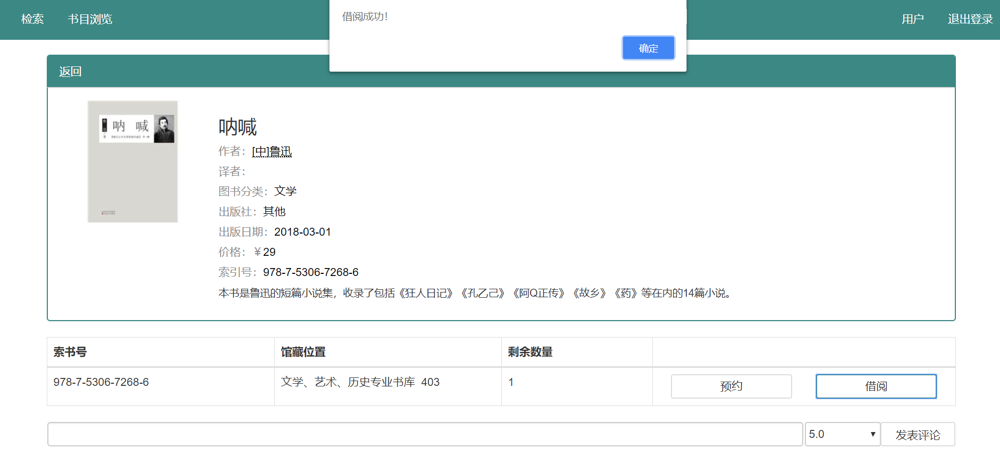 检索 书目浏览 用户 退出登录
借阅成功！
确定
返回
呐 喊
呐喊
作者：[中]鲁迅
译者：
图书分类：文学
出版社：其他
出版日期：2018-03-01
价格：￥29
索引号：978-7-5306-7268-6
本书是鲁迅的短篇小说集，收录了包括《狂人日记》《孔乙己》《阿Q正传》《故乡》《药》等在内的14篇小说。
索书号 馆藏位置 剩余数量
978-7-5306-7268-6 文学、艺术、历史专业书库 403 1 预约 借阅
5.0 发表评论